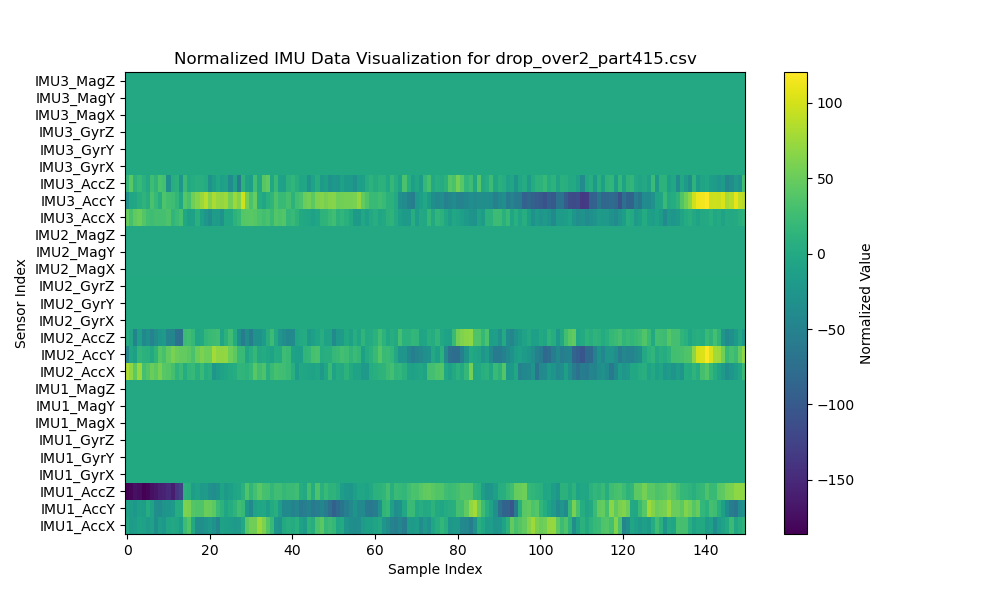 Normalized IMU Data Visualization for drop_over2_part415.csv
IMU3_MagZ
IMU3_MagY
IMU3_MagX
IMU3_GyrZ
IMU3_GyrY
IMU3_GyrX
IMU3_AccZ
IMU3_AccY
IMU3_AccX
IMU2_MagZ
IMU2_MagY
IMU2_MagX
IMU2_GyrZ
IMU2_GyrY
IMU2_GyrX
IMU2_AccZ
IMU2_AccY
IMU2_AccX
IMU1_MagZ
IMU1_MagY
IMU1_MagX
IMU1_GyrZ
IMU1_GyrY
IMU1_GyrX
IMU1_AccZ
IMU1_AccY
IMU1_AccX
Sensor Index
0 20 40 60 80 100 120 140
Sample Index
100
50
0
−50
−100
−150
Normalized Value